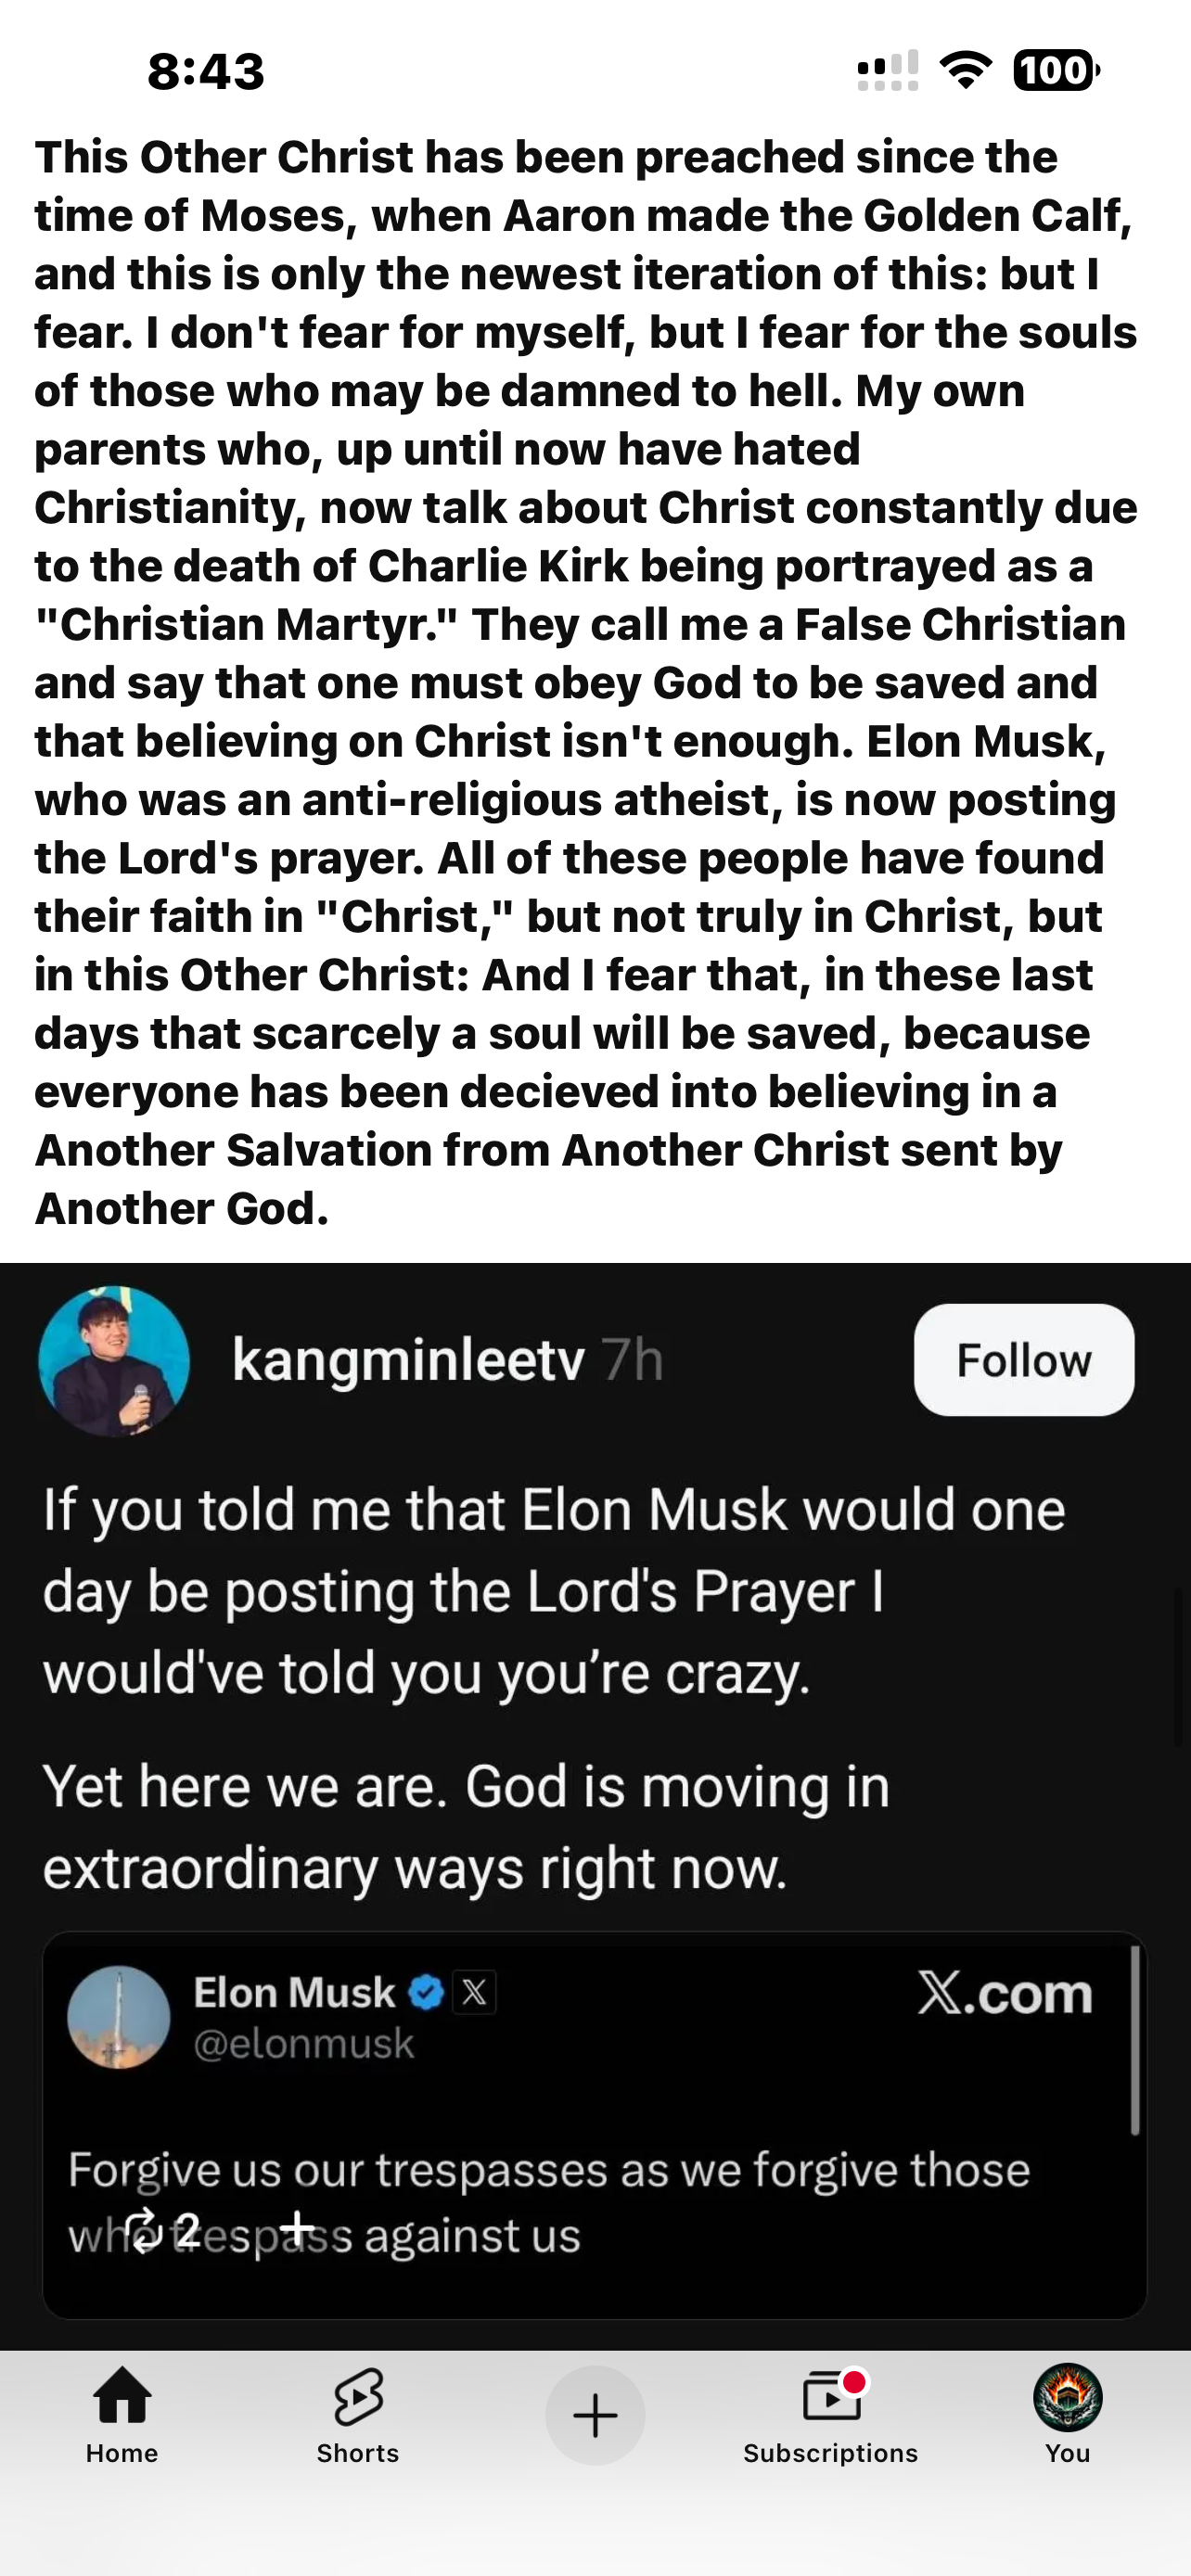 8:43
100
This Other Christ has been preached since the
time of Moses, when Aaron made the Golden Calf,
and this is only the newest iteration of this: but I
fear. I don't fear for myself, but I fear for the souls
of those who may be damned to hell. My own
parents who, up until now have hated
Christianity, now talk about Christ constantly due
to the death of Charlie Kirk being portrayed as a
"Christian Martyr." They call me a False Christian
and say that one must obey God to be saved and
that believing on Christ isn't enough. Elon Musk,
who was an anti-religious atheist, is now posting
the Lord's prayer. All of these people have found
their faith in "Christ," but not truly in Christ, but
in this Other Christ: And I fear that, in these last
days that scarcely a soul will be saved, because
everyone has been decieved into believing in a
Another Salvation from Another Christ sent by
Another God.
kangminleetv 7h
Follow
If you told me that Elon Musk would one
day be posting the Lord's Prayer I
would've told you you’re crazy.
Yet here we are. God is moving in
extraordinary ways right now.
Elon Musk
X.com
@elonmusk
Forgive us our trespasses as we forgive those
who trespass against us
2
Home
Shorts
Subscriptions
You